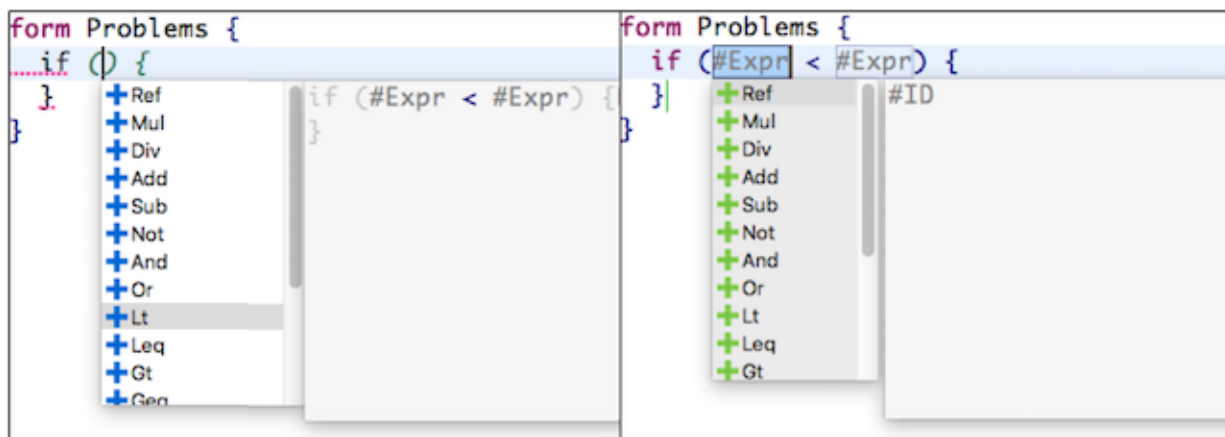 form Problems {
if () {
}
}
Ref
Mul
Div
Add
Sub
Not
And
Or
Lt
Leq
Gt
Geq
if (#Expr < #Expr) {
}
form Problems {
if (#Expr < #Expr) {
}
}
Ref
Mul
Div
Add
Sub
Not
And
Or
Lt
Leq
Gt
#ID